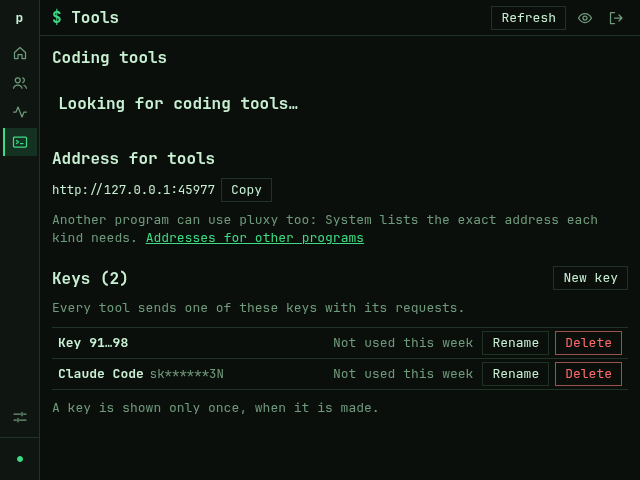 p
$ Tools
Refresh
Coding tools
Looking for coding tools…
Address for tools
http://127.0.0.1:45977 Copy
Another program can use pluxy too: System lists the exact address each
kind needs. Addresses for other programs
Keys (2) New key
Every tool sends one of these keys with its requests.
Key 91…98 Not used this week Rename Delete
Claude Code sk******3N Not used this week Rename Delete
A key is shown only once, when it is made.